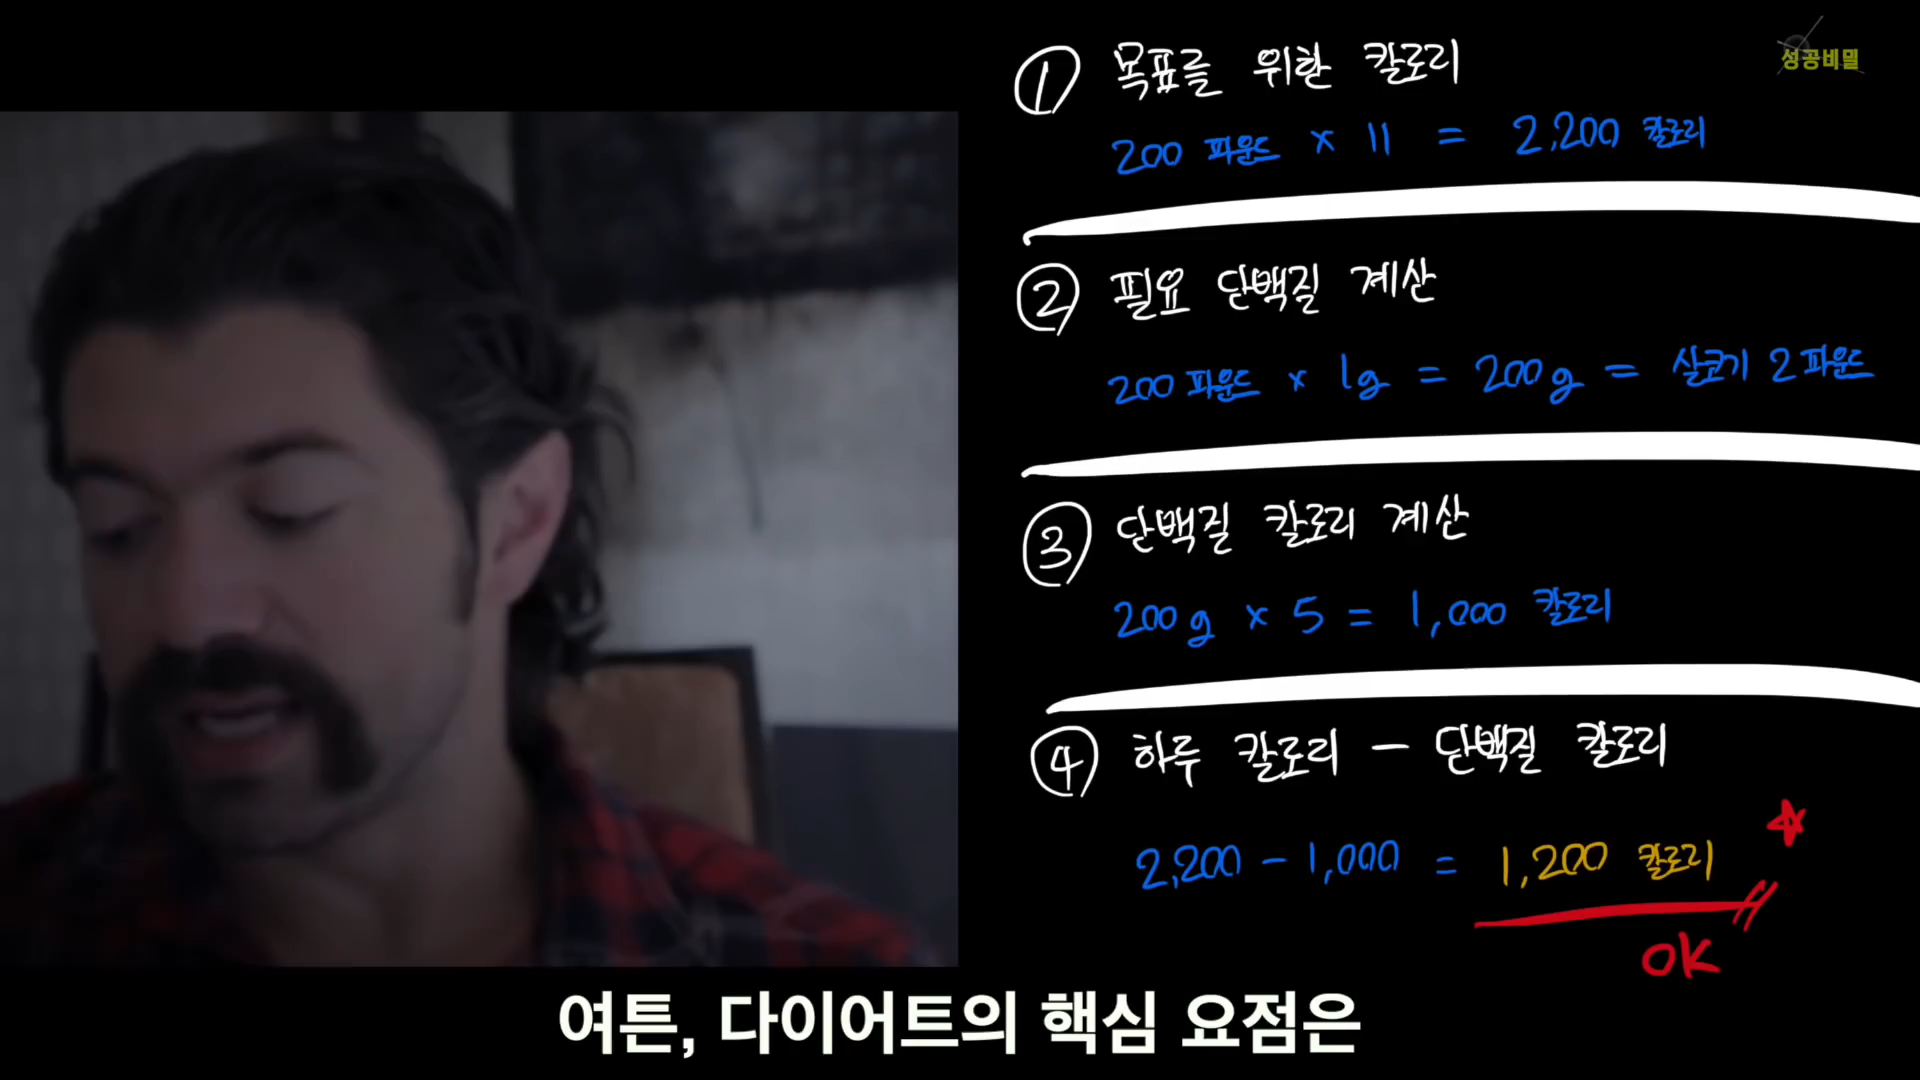 성공비밀
① 목표를 위한 칼로리
200 파운드 × 11 = 2,200 칼로리
② 필요 단백질 계산
200 파운드 × 1g = 200g = 살코기 2파운드
③ 단백질 칼로리 계산
200g × 5 = 1,000 칼로리
④ 하루 칼로리 - 단백질 칼로리
2,200 - 1,000 = 1,200 칼로리
OK
여튼, 다이어트의 핵심 요점은